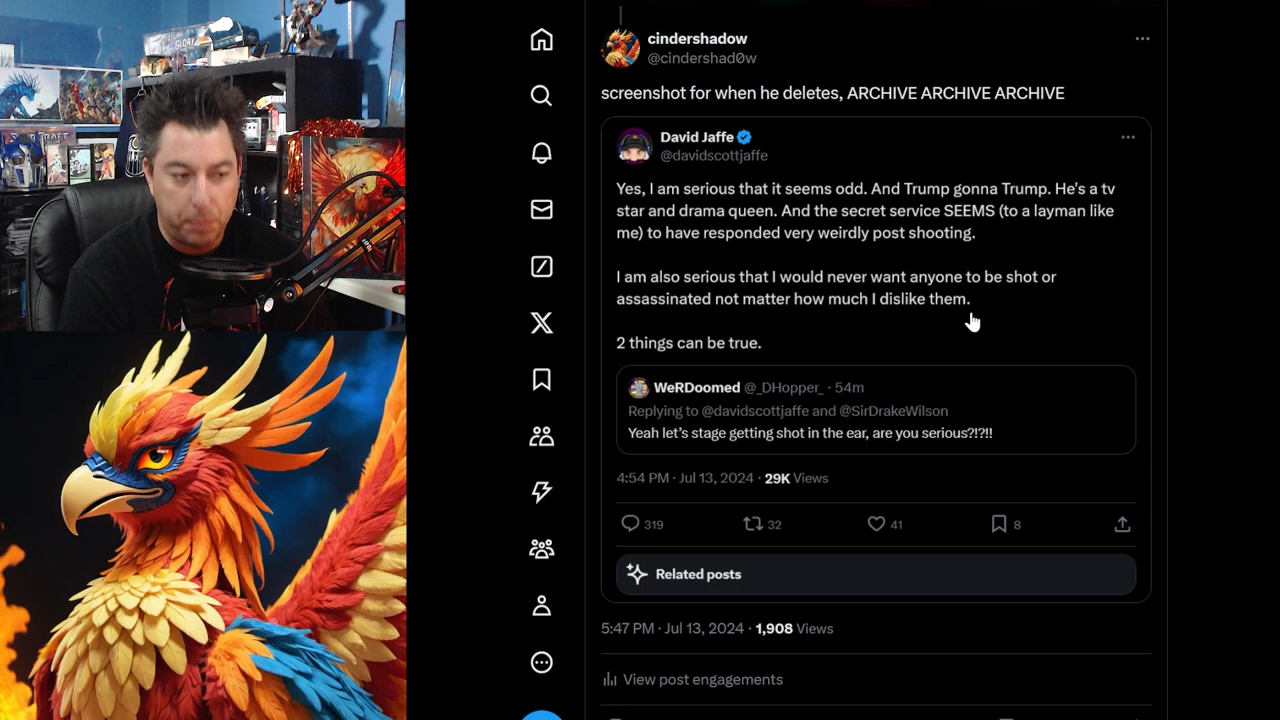 cindershadow
@cindershad0w
screenshot for when he deletes, ARCHIVE ARCHIVE ARCHIVE
David Jaffe
@davidscottjaffe
Yes, I am serious that it seems odd. And Trump gonna Trump. He's a tv
star and drama queen. And the secret service SEEMS (to a layman like
me) to have responded very weirdly post shooting.
I am also serious that I would never want anyone to be shot or
assassinated not matter how much I dislike them.
2 things can be true.
WeRDoomed @_DHopper_ · 54m
Replying to @davidscottjaffe and @SirDrakeWilson
Yeah let's stage getting shot in the ear, are you serious?!?!!
4:54 PM · Jul 13, 2024 · 29K Views
319 32 41 8
Related posts
5:47 PM · Jul 13, 2024 · 1,908 Views
View post engagements